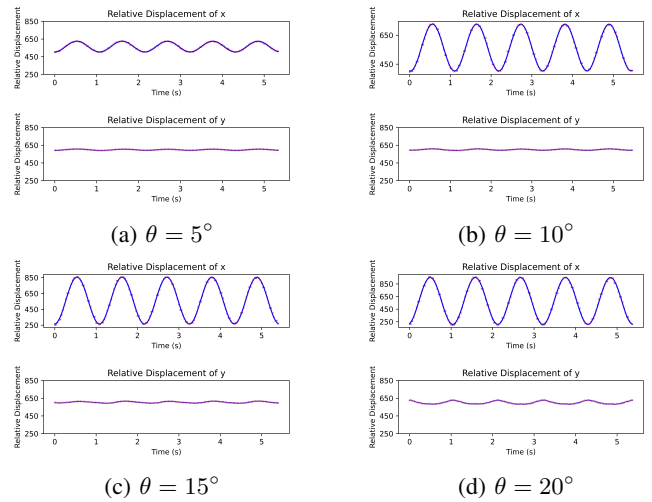 Relative Displacement of x
Relative Displacement
650
450
250
0 1 2 3 4 5
Time (s)
Relative Displacement of y
Relative Displacement
850
650
450
250
0 1 2 3 4 5
Time (s)
(a) θ = 5°
Relative Displacement of x
Relative Displacement
650
450
0 1 2 3 4 5
Time (s)
Relative Displacement of y
Relative Displacement
850
650
450
250
0 1 2 3 4 5
Time (s)
(b) θ = 10°
Relative Displacement of x
Relative Displacement
850
650
450
250
0 1 2 3 4 5
Time (s)
Relative Displacement of y
Relative Displacement
850
650
450
250
0 1 2 3 4 5
Time (s)
(c) θ = 15°
Relative Displacement of x
Relative Displacement
850
650
450
250
0 1 2 3 4 5
Time (s)
Relative Displacement of y
Relative Displacement
850
650
450
250
0 1 2 3 4 5
Time (s)
(d) θ = 20°